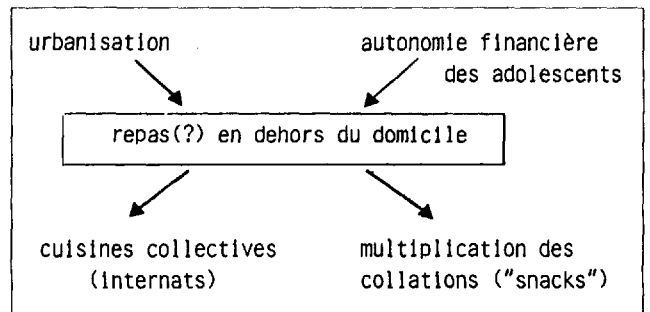 urbanisation
autonomie financière
des adolescents
repas(?) en dehors du domicile
cuisines collectives
(internats)
multiplication des
collations ("snacks")